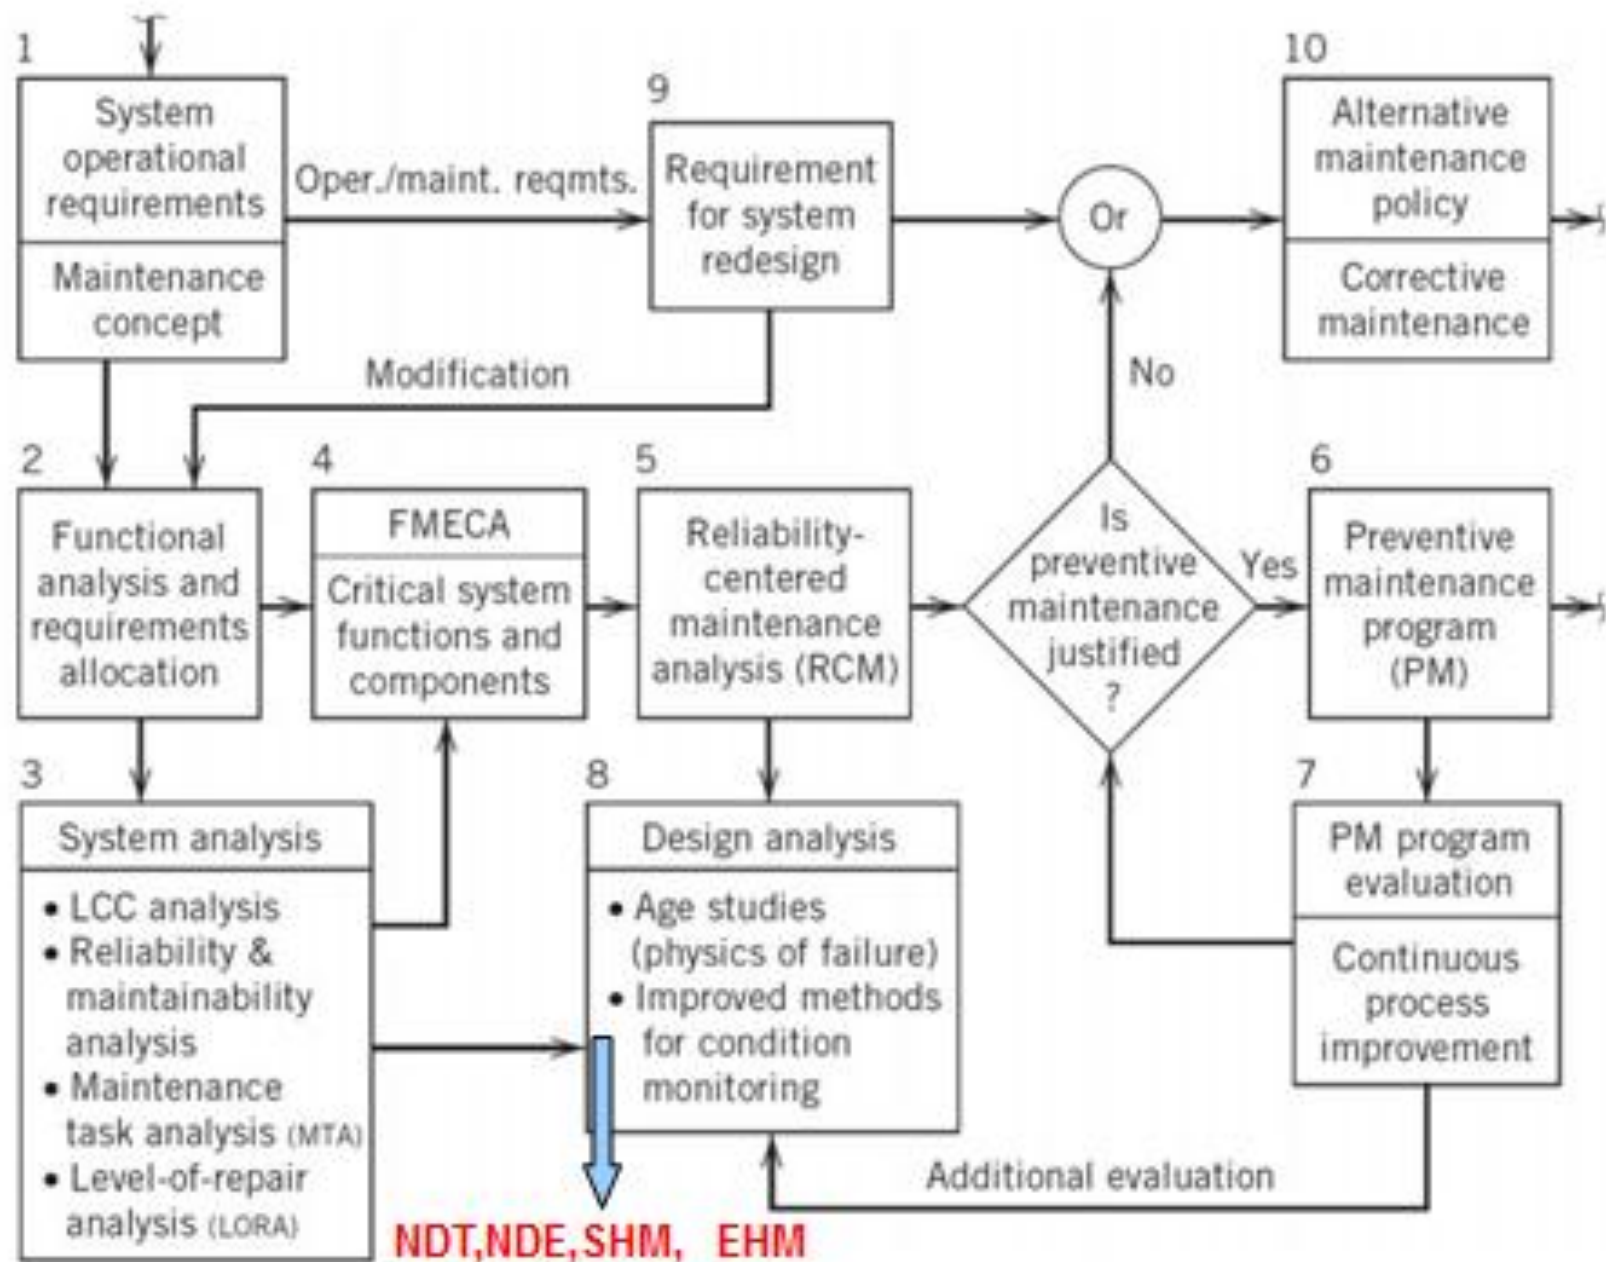 1
System
operational
requirements
Maintenance
concept
Oper./maint. reqmts.
9
Requirement
for system
redesign
Or
10
Alternative
maintenance
policy
Corrective
maintenance
Modification
No
2
Functional
analysis and
requirements
allocation
4
FMECA
Critical system
functions and
components
5
Reliability-
centered
maintenance
analysis (RCM)
Is
preventive
maintenance
justified
?
Yes
6
Preventive
maintenance
program
(PM)
3
System analysis
• LCC analysis
• Reliability &
maintainability
analysis
• Maintenance
task analysis (MTA)
• Level-of-repair
analysis (LORA)
8
Design analysis
• Age studies
(physics of failure)
• Improved methods
for condition
monitoring
7
PM program
evaluation
Continuous
process
improvement
Additional evaluation
NDT,NDE,SHM, EHM